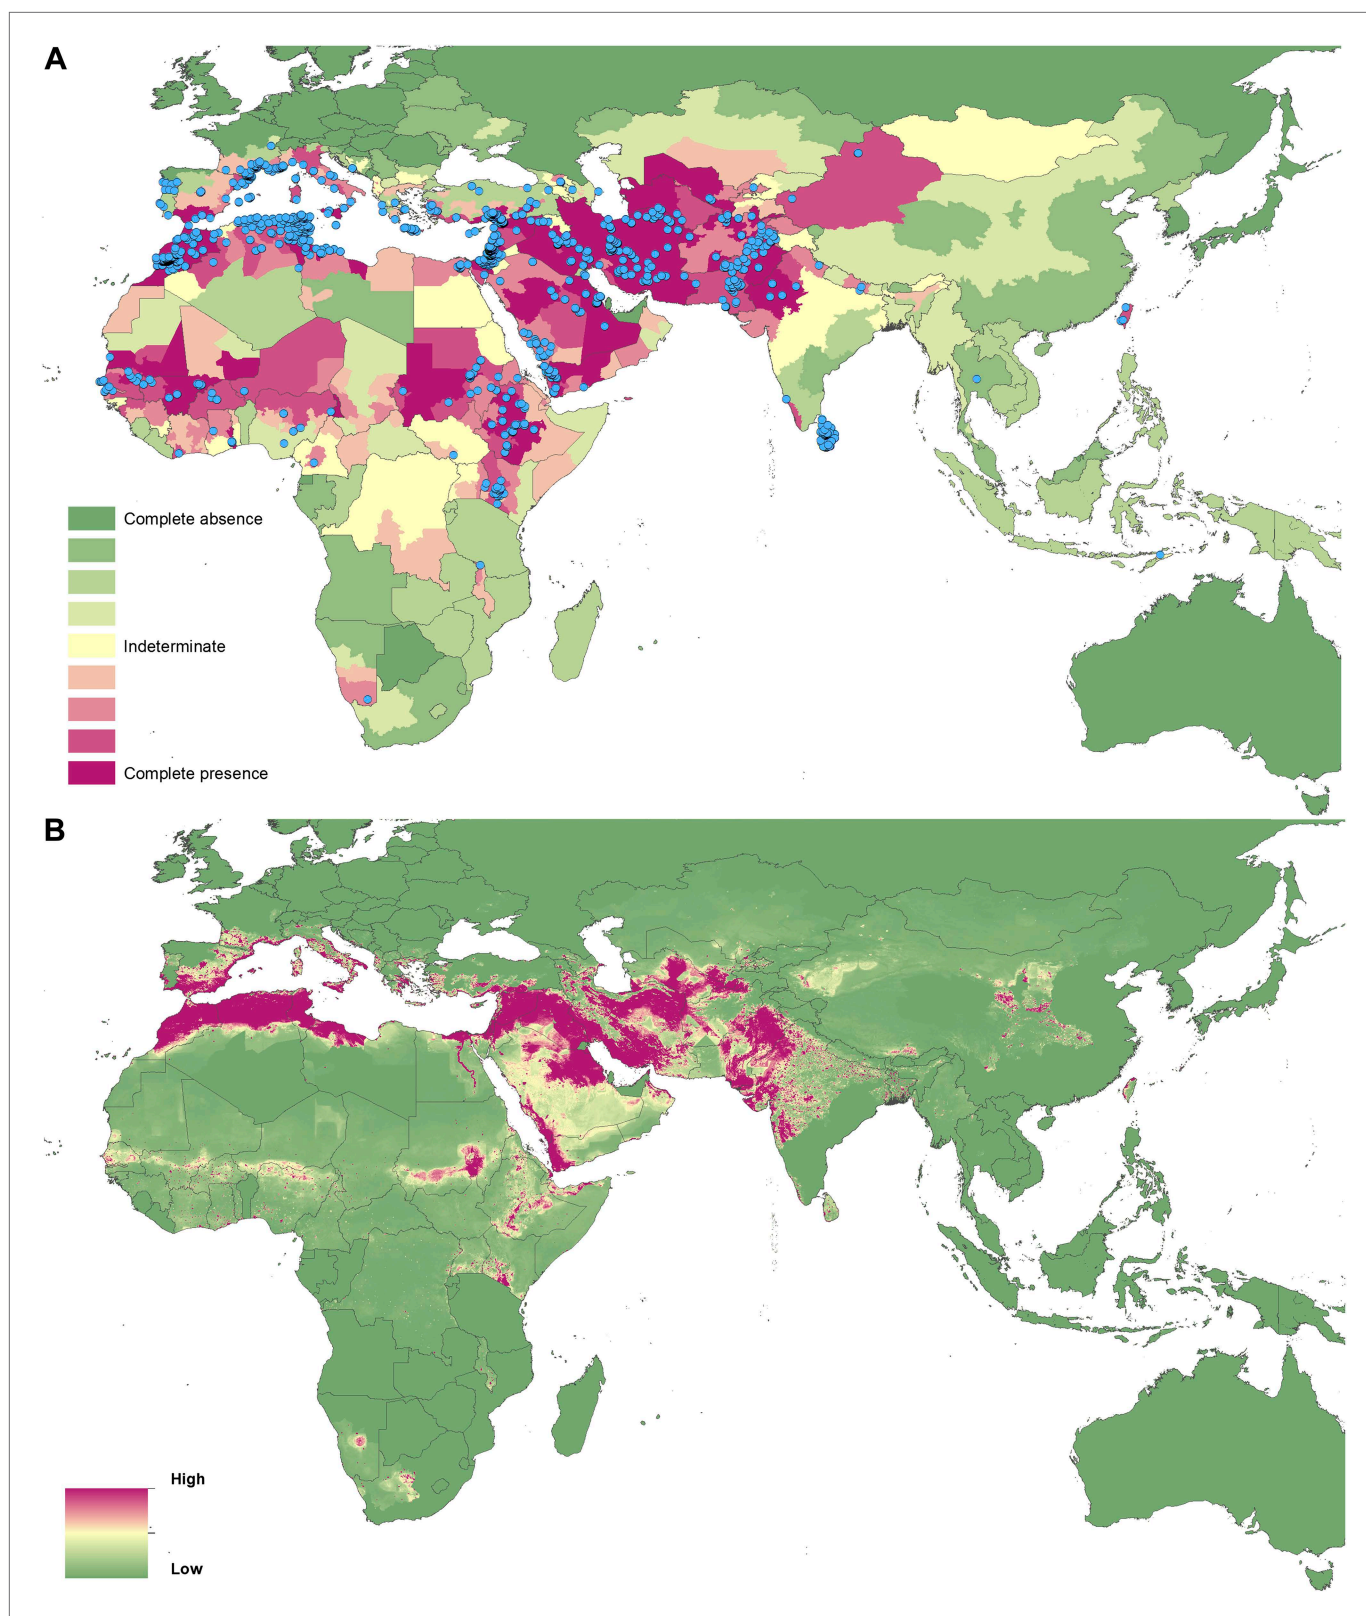 A
Complete absence
Indeterminate
Complete presence
B
High
Low